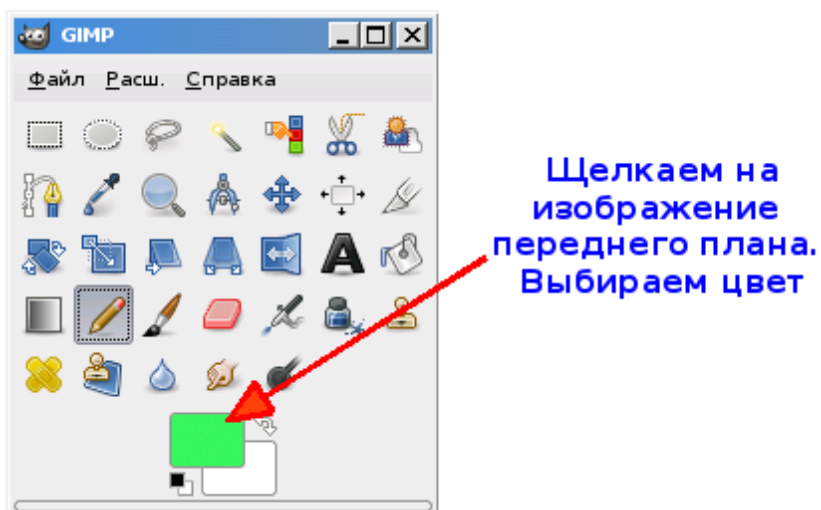 GIMP
Файл Расш. Справка
Щелкаем на
изображение
переднего плана.
Выбираем цвет